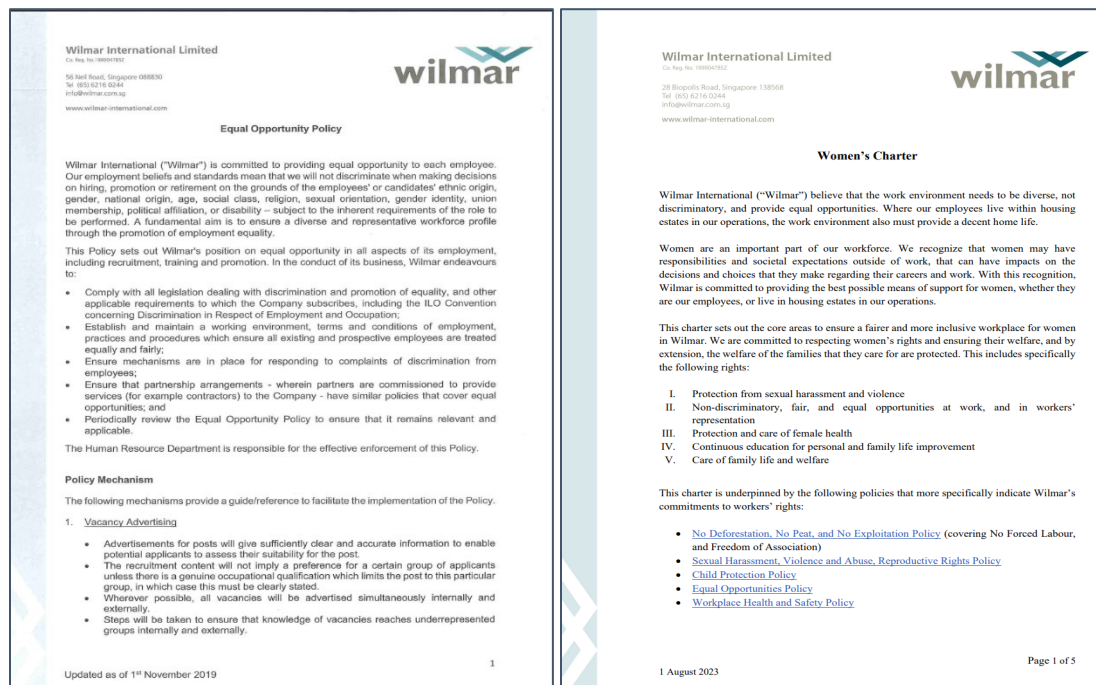 Wilmar International Limited
Co. Reg. No. 199904785Z
56 Neil Road, Singapore 088830
Tel (65) 6216 0244
info@wilmar.com.sg
www.wilmar-international.com
wilmar
Equal Opportunity Policy
Wilmar International ("Wilmar") is committed to providing equal opportunity to each employee.
Our employment beliefs and standards mean that we will not discriminate when making decisions
on hiring, promotion or retirement on the grounds of the employees' or candidates' ethnic origin,
gender, national origin, age, social class, religion, sexual orientation, gender identity, union
membership, political affiliation, or disability – subject to the inherent requirements of the role to
be performed. A fundamental aim is to ensure a diverse and representative workforce profile
through the promotion of employment equality.
This Policy sets out Wilmar's position on equal opportunity in all aspects of its employment,
including recruitment, training and promotion. In the conduct of its business, Wilmar endeavours
to:
• Comply with all legislation dealing with discrimination and promotion of equality, and other
applicable requirements to which the Company subscribes, including the ILO Convention
concerning Discrimination in Respect of Employment and Occupation;
• Establish and maintain a working environment, terms and conditions of employment,
practices and procedures which ensure all existing and prospective employees are treated
equally and fairly;
• Ensure mechanisms are in place for responding to complaints of discrimination from
employees;
• Ensure that partnership arrangements - wherein partners are commissioned to provide
services (for example contractors) to the Company - have similar policies that cover equal
opportunities; and
• Periodically review the Equal Opportunity Policy to ensure that it remains relevant and
applicable.
The Human Resource Department is responsible for the effective enforcement of this Policy.
Policy Mechanism
The following mechanisms provide a guide/reference to facilitate the implementation of the Policy.
1. Vacancy Advertising
• Advertisements for posts will give sufficiently clear and accurate information to enable
potential applicants to assess their suitability for the post.
• The recruitment content will not imply a preference for a certain group of applicants
unless there is a genuine occupational qualification which limits the post to this particular
group, in which case this must be clearly stated.
• Wherever possible, all vacancies will be advertised simultaneously internally and
externally.
• Steps will be taken to ensure that knowledge of vacancies reaches underrepresented
groups internally and externally.
1
Updated as of 1st November 2019
Wilmar International Limited
Co. Reg. No. 199904785Z
28 Biopolis Road, Singapore 138568
Tel (65) 6216 0244
info@wilmar.com.sg
www.wilmar-international.com
wilmar
Women's Charter
Wilmar International ("Wilmar") believe that the work environment needs to be diverse, not
discriminatory, and provide equal opportunities. Where our employees live within housing
estates in our operations, the work environment also must provide a decent home life.
Women are an important part of our workforce. We recognize that women may have
responsibilities and societal expectations outside of work, that can have impacts on the
decisions and choices that they make regarding their careers and work. With this recognition,
Wilmar is committed to providing the best possible means of support for women, whether they
are our employees, or live in housing estates in our operations.
This charter sets out the core areas to ensure a fairer and more inclusive workplace for women
in Wilmar. We are committed to respecting women's rights and ensuring their welfare, and by
extension, the welfare of the families that they care for are protected. This includes specifically
the following rights:
I. Protection from sexual harassment and violence
II. Non-discriminatory, fair, and equal opportunities at work, and in workers'
representation
III. Protection and care of female health
IV. Continuous education for personal and family life improvement
V. Care of family life and welfare
This charter is underpinned by the following policies that more specifically indicate Wilmar's
commitments to workers' rights:
• No Deforestation, No Peat, and No Exploitation Policy (covering No Forced Labour,
and Freedom of Association)
• Sexual Harassment, Violence and Abuse, Reproductive Rights Policy
• Child Protection Policy
• Equal Opportunities Policy
• Workplace Health and Safety Policy
Page 1 of 5
1 August 2023